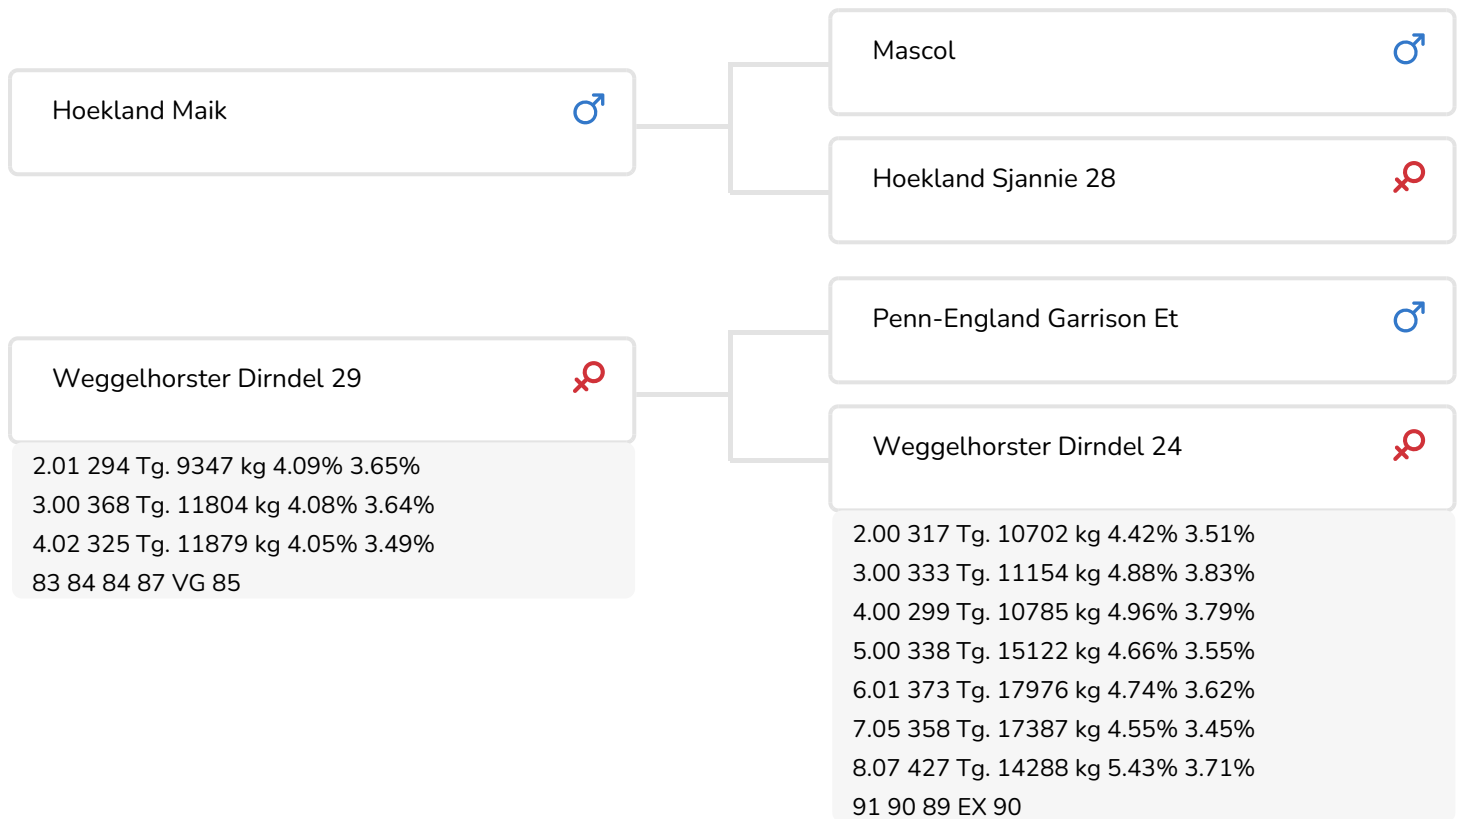 Hoekland Maik
Mascol
Hoekland Sjannie 28
Weggelhorster Dirndel 29
2.01 294 Tg. 9347 kg 4.09% 3.65%
3.00 368 Tg. 11804 kg 4.08% 3.64%
4.02 325 Tg. 11879 kg 4.05% 3.49%
83 84 84 87 VG 85
Penn-England Garrison Et
Weggelhorster Dirndel 24
2.00 317 Tg. 10702 kg 4.42% 3.51%
3.00 333 Tg. 11154 kg 4.88% 3.83%
4.00 299 Tg. 10785 kg 4.96% 3.79%
5.00 338 Tg. 15122 kg 4.66% 3.55%
6.01 373 Tg. 17976 kg 4.74% 3.62%
7.05 358 Tg. 17387 kg 4.55% 3.45%
8.07 427 Tg. 14288 kg 5.43% 3.71%
91 90 89 EX 90